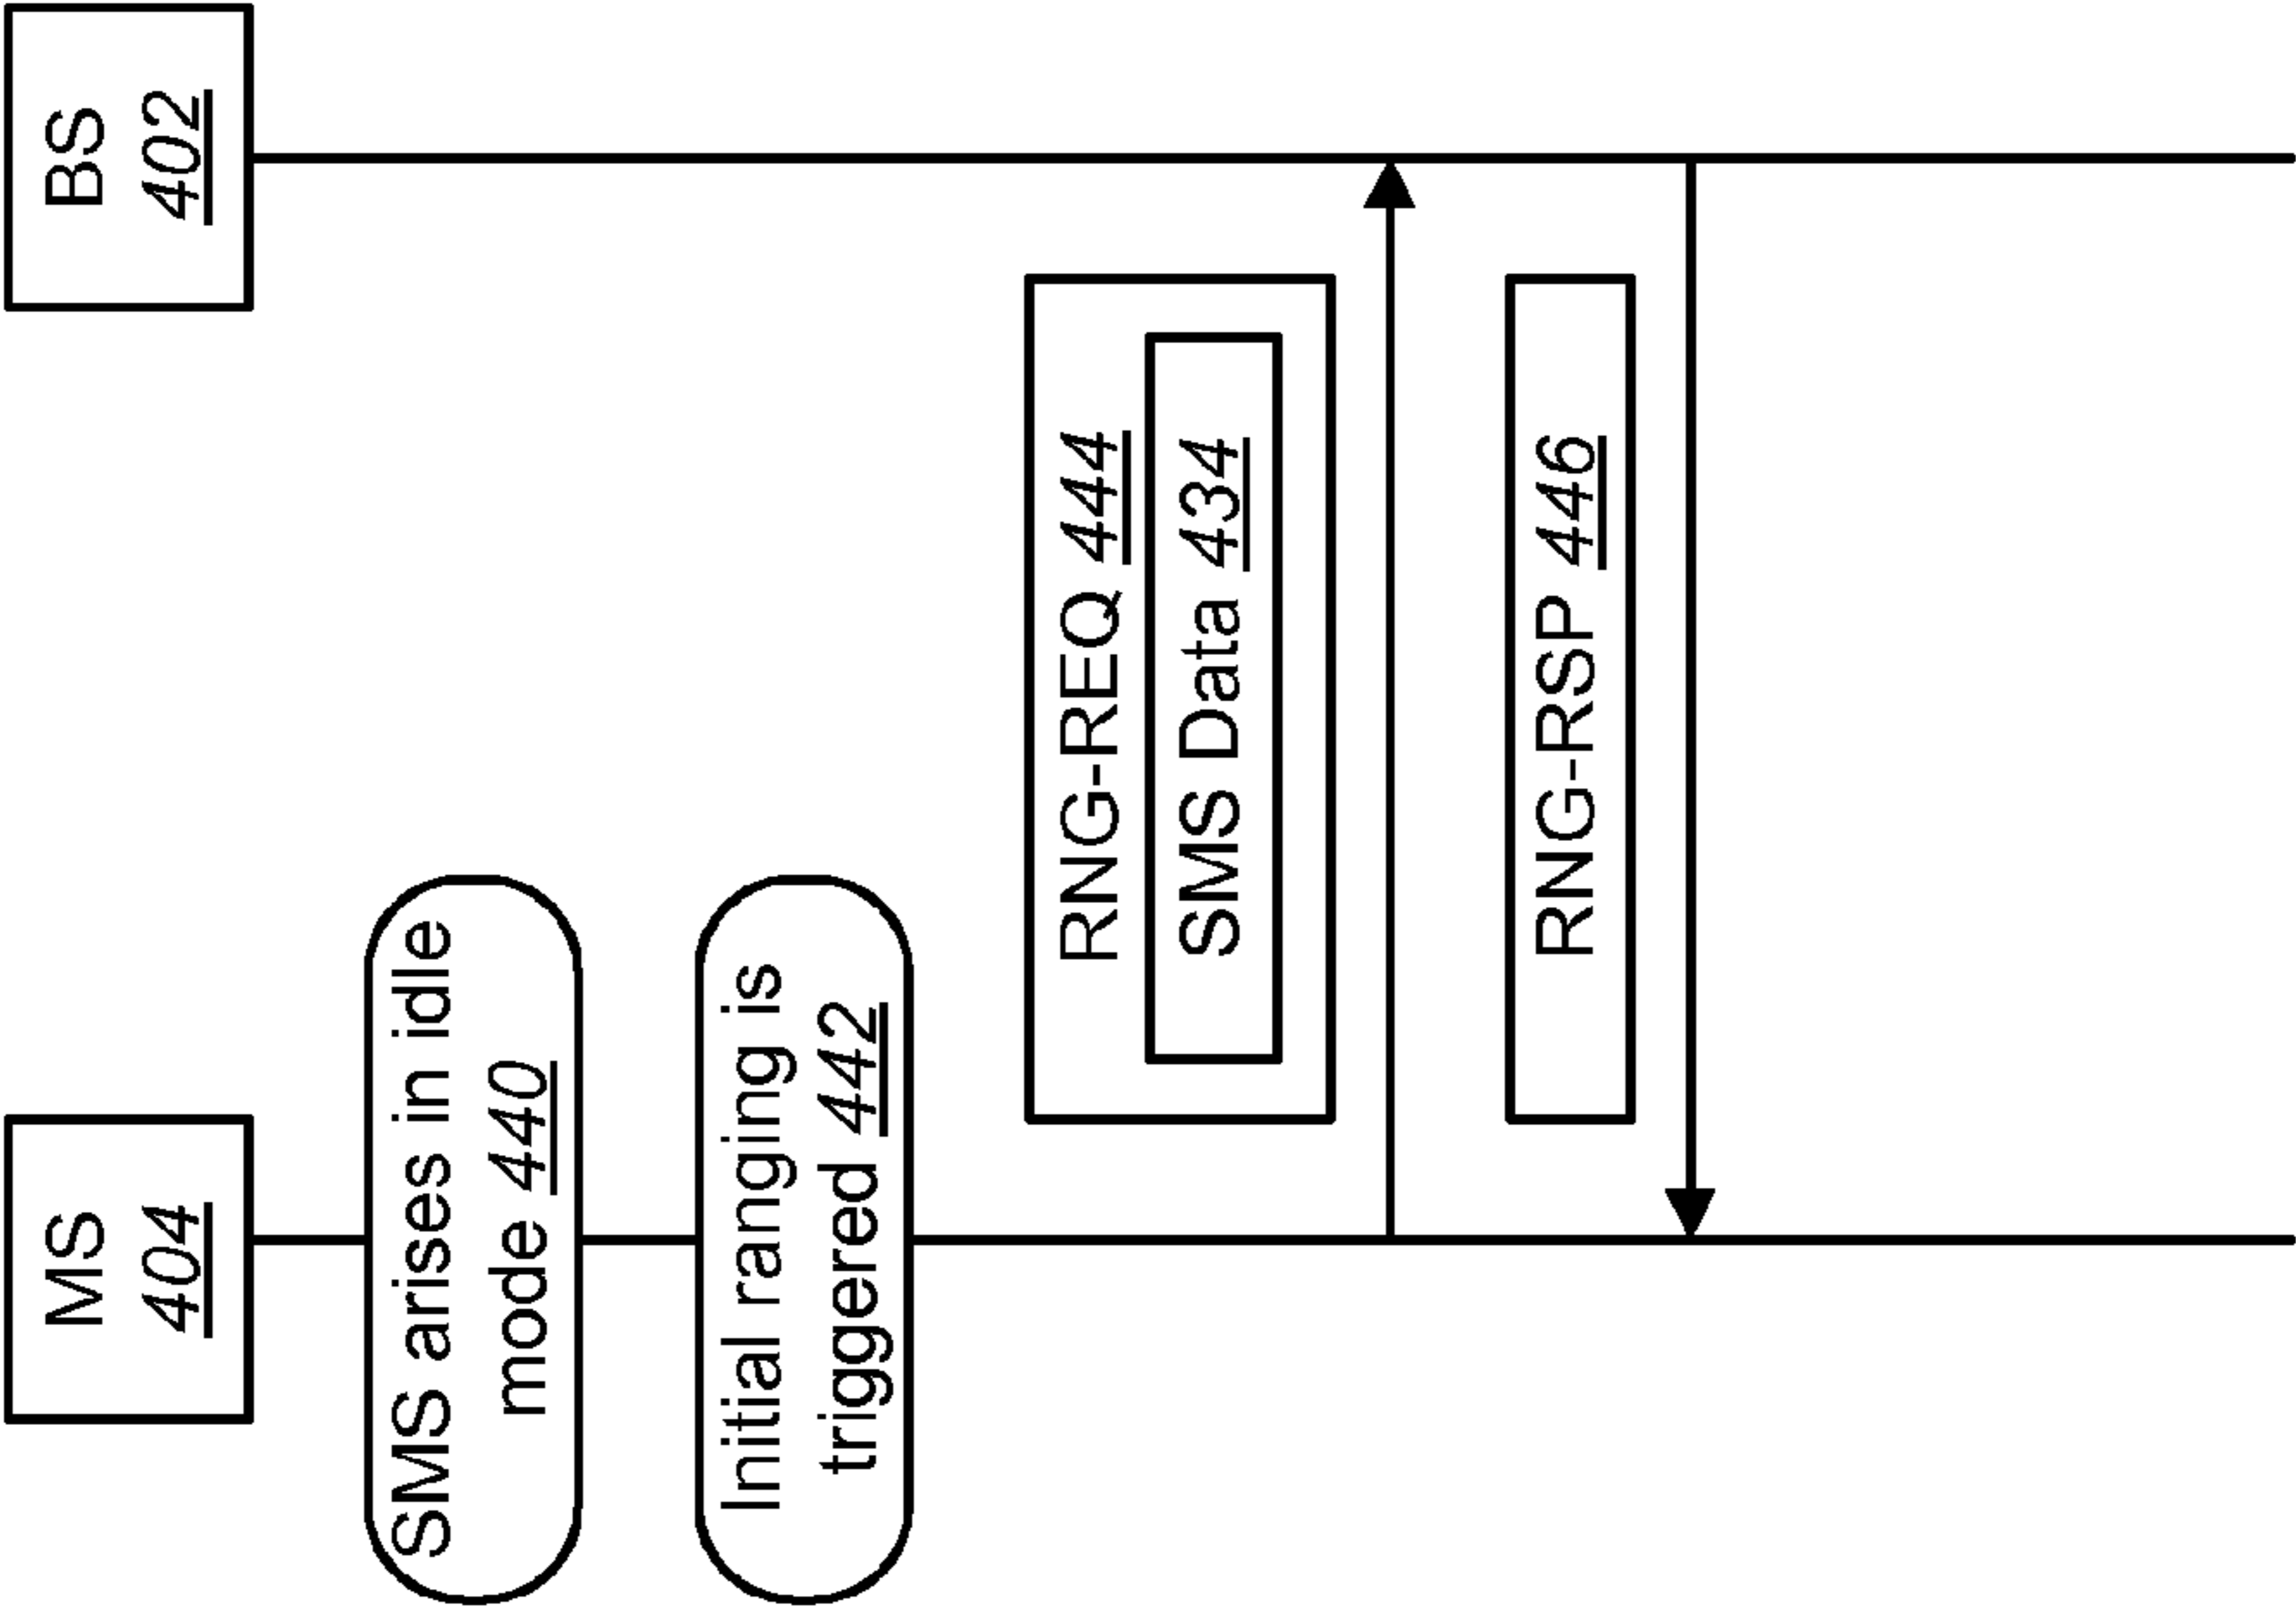 MS
404
BS
402
SMS arises in idle
mode 440
Initial ranging is
triggered 442
RNG-REQ 444
SMS Data 434
RNG-RSP 446